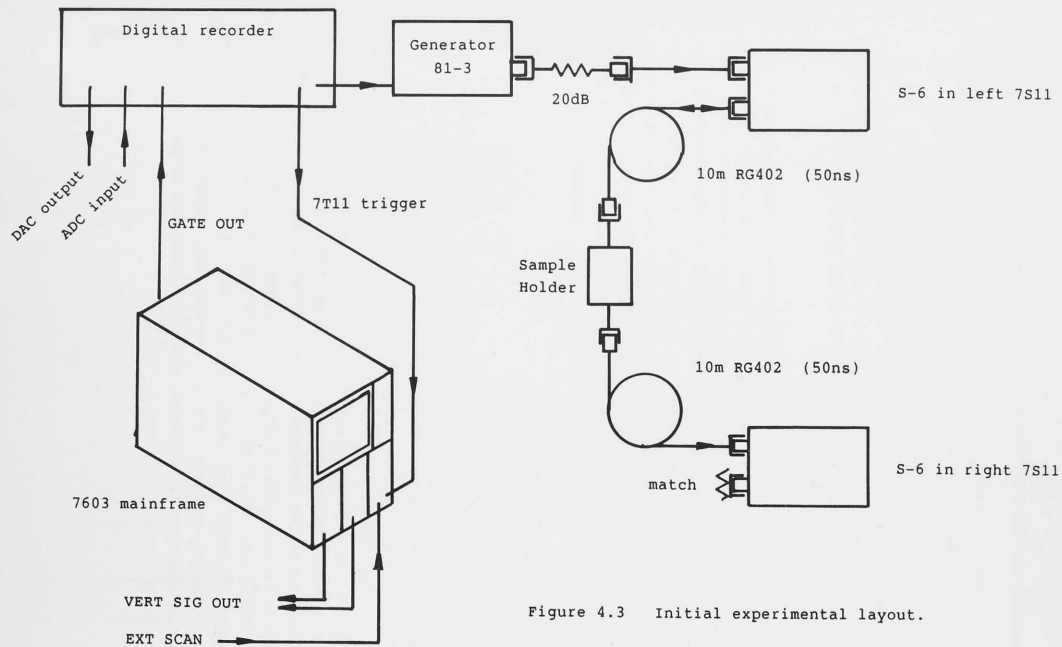 Digital recorder
Generator
81-3
20dB
S-6 in left 7S11
10m RG402 (50ns)
DAC output
ADC input
GATE OUT
7T11 trigger
Sample
Holder
10m RG402 (50ns)
7603 mainframe
match
S-6 in right 7S11
VERT SIG OUT
EXT SCAN
Figure 4.3 Initial experimental layout.